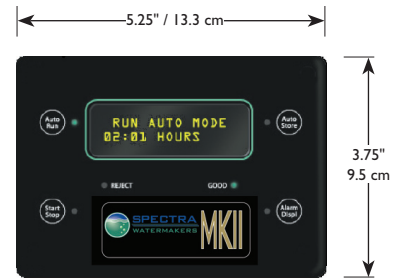 5.25" / 13.3 cm
Auto Run
RUN AUTO MODE
02:01 HOURS
Auto Store
3.75"
9.5 cm
REJECT
GOOD
Start Stop
SPECTRA
WATERMAKERS
MKII
Alarm Displ